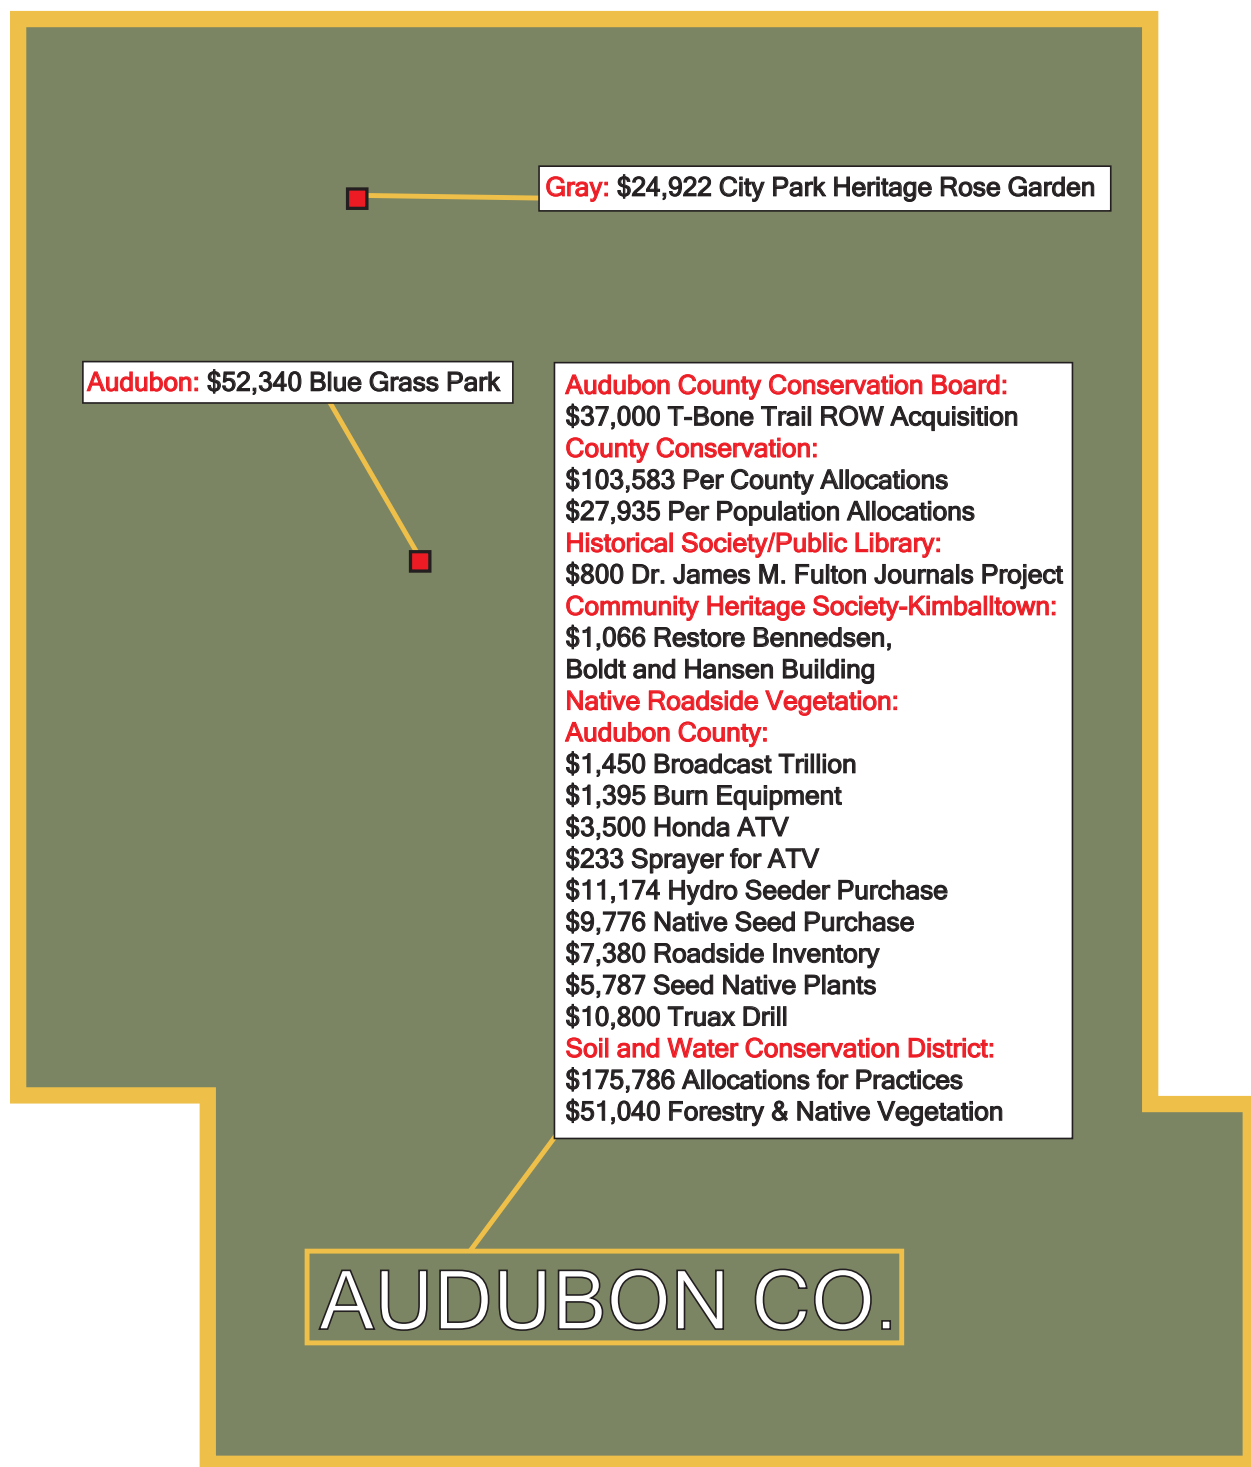 Gray: $24,922 City Park Heritage Rose Garden
Audubon: $52,340 Blue Grass Park
Audubon County Conservation Board:
$37,000 T-Bone Trail ROW Acquisition
County Conservation:
$103,583 Per County Allocations
$27,935 Per Population Allocations
Historical Society/Public Library:
$800 Dr. James M. Fulton Journals Project
Community Heritage Society-Kimballtown:
$1,066 Restore Bennedsen,
Boldt and Hansen Building
Native Roadside Vegetation:
Audubon County:
$1,450 Broadcast Trillion
$1,395 Burn Equipment
$3,500 Honda ATV
$233 Sprayer for ATV
$11,174 Hydro Seeder Purchase
$9,776 Native Seed Purchase
$7,380 Roadside Inventory
$5,787 Seed Native Plants
$10,800 Truax Drill
Soil and Water Conservation District:
$175,786 Allocations for Practices
$51,040 Forestry & Native Vegetation
AUDUBON CO.